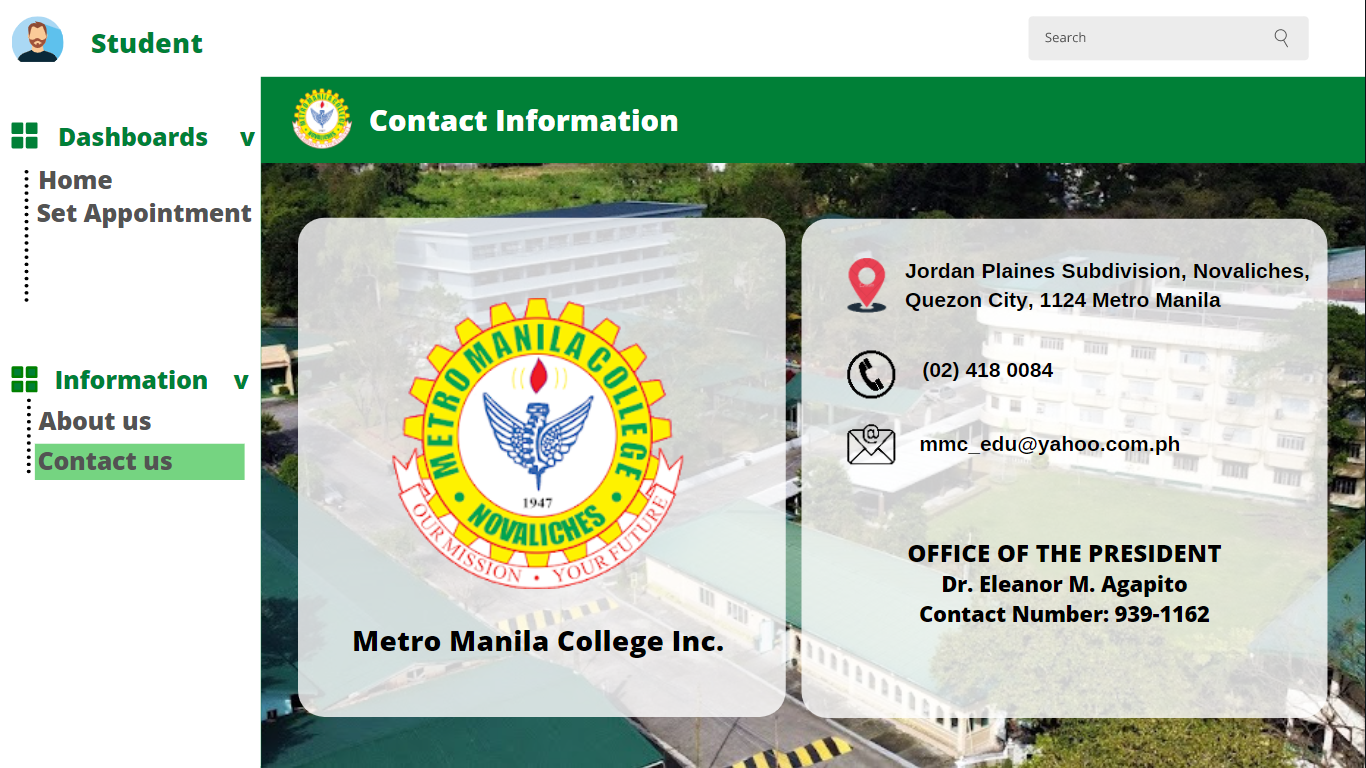 Student
Search
Dashboards v
Home
Set Appointment
Information v
About us
Contact us
Contact Information
METRO MANILA COLLEGE
1947
NOVALICHES
OUR MISSION • YOUR FUTURE
Metro Manila College Inc.
Jordan Plaines Subdivision, Novaliches,
Quezon City, 1124 Metro Manila
(02) 418 0084
mmc_edu@yahoo.com.ph
OFFICE OF THE PRESIDENT
Dr. Eleanor M. Agapito
Contact Number: 939-1162